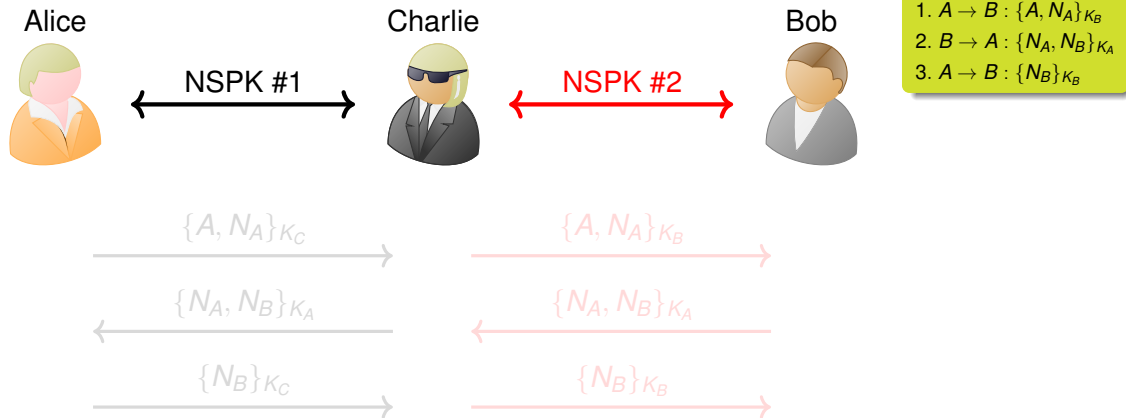 Alice Charlie Bob
NSPK #1 NSPK #2
1. A → B : {A, N_A}_{K_B}
2. B → A : {N_A, N_B}_{K_A}
3. A → B : {N_B}_{K_B}
{A, N_A}_{K_C} {A, N_A}_{K_B}
{N_A, N_B}_{K_A} {N_A, N_B}_{K_A}
{N_B}_{K_C} {N_B}_{K_B}